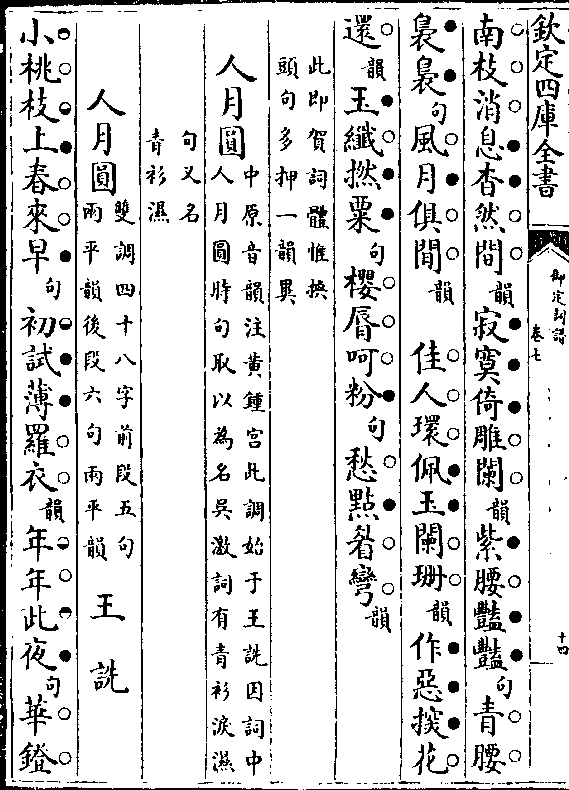 欽定四庫全書
御定詞譜
卷七
十四
南枝消息杳然間韻寂寞倚雕闌韻紫腰豔豔句青腰
裊裊句風月俱閒韻 佳人環佩玉闌珊韻作惡探花
還韻玉纖撚粟句櫻唇呵粉句愁點眉彎韻
此即賀詞體惟換
頭句多押一韻異
人月圓中原音韻注黃鍾宮此調始于王詵因詞中
人月圓時句取以為名吳激詞有青衫淚濕
句又名
青衫濕
人月圓雙調四十八字前段五句
兩平韻後段六句兩平韻 王詵
小桃枝上春來早句初試薄羅衣韻年年此夜句華鐙